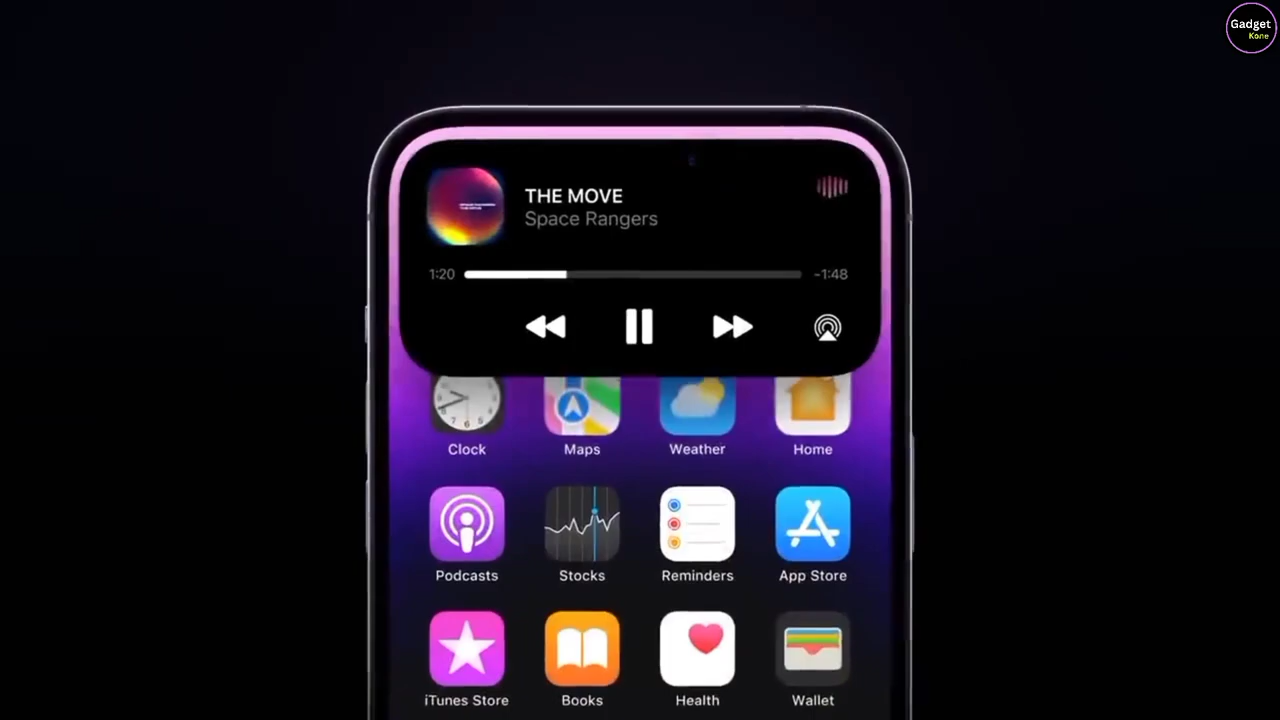 Gadget
Kone
THE MOVE
Space Rangers
1:20
-1:48
6
Clock
Maps
Weather
Home
Podcasts
Stocks
Reminders
App Store
iTunes Store
Books
Health
Wallet